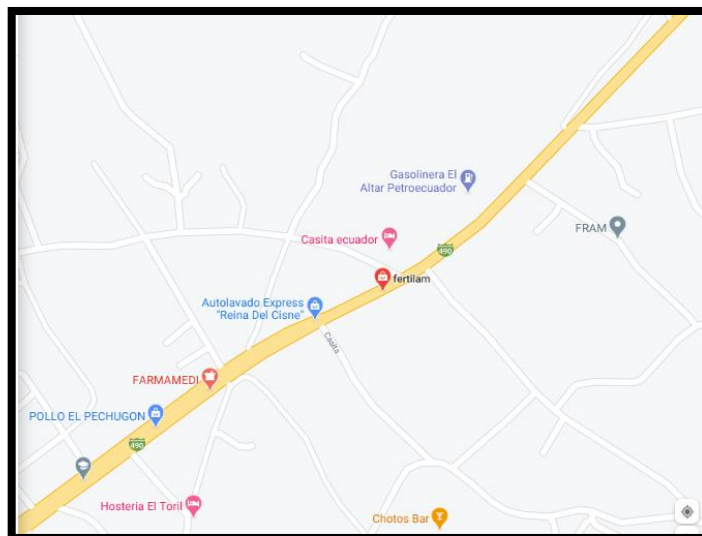 Gasolinera El
Altar Petroecuador
FRAM
Casita ecuador
490
fertilam
Autolavado Express
"Reina Del Cisne"
Casita
FARMAMEDI
POLLO EL PECHUGON
490
Hosteria El Toril
Chotos Bar